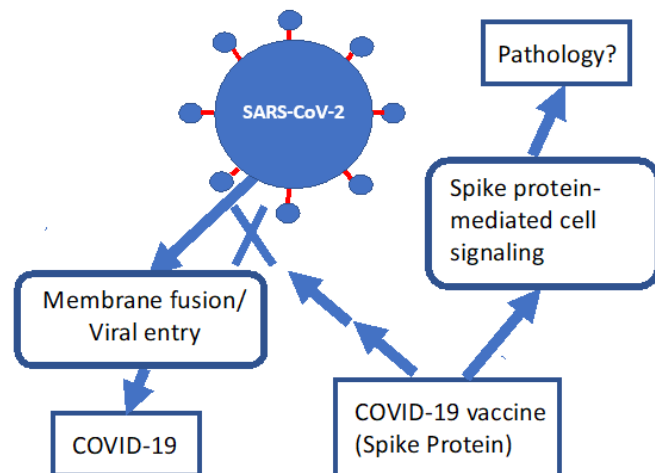 Pathology?
SARS-CoV-2
Spike protein-
mediated cell
signaling
Membrane fusion/
Viral entry
COVID-19
COVID-19 vaccine
(Spike Protein)